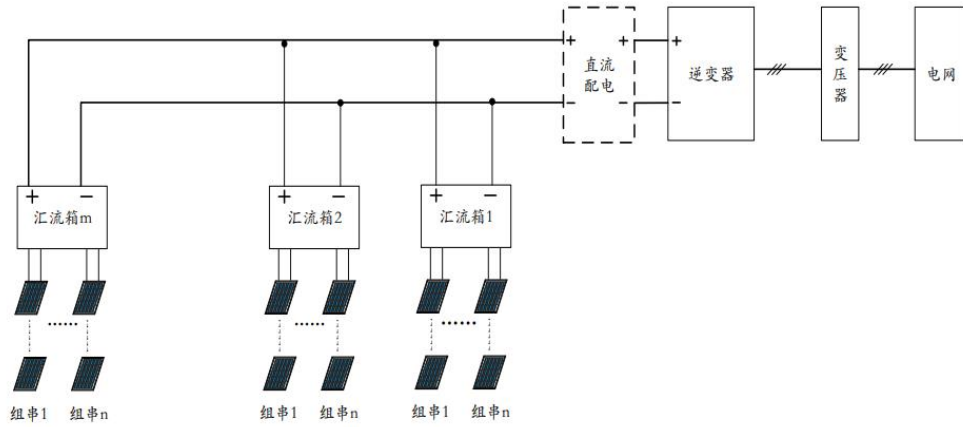 + + +
直流
配电
− − −
逆变器
变
压
器
电网
+ −
汇流箱m
+ −
汇流箱2
+ −
汇流箱1
......
......
......
组串1 组串n
组串1 组串n
组串1 组串n